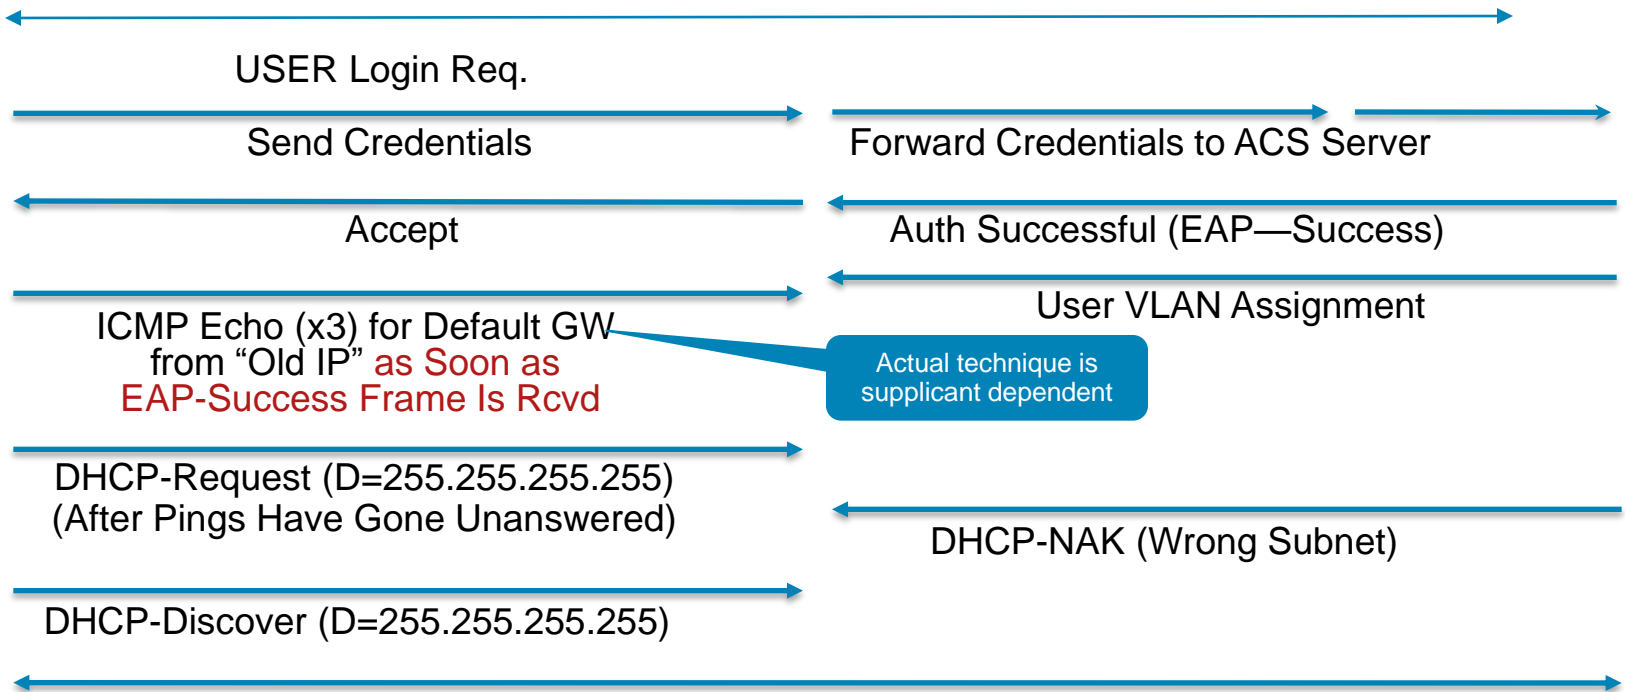 USER Login Req.
Send Credentials
Forward Credentials to ACS Server
Accept
Auth Successful (EAP—Success)
User VLAN Assignment
ICMP Echo (x3) for Default GW
from “Old IP” as Soon as
EAP-Success Frame Is Rcvd
Actual technique is
supplicant dependent
DHCP-Request (D=255.255.255.255)
(After Pings Have Gone Unanswered)
DHCP-NAK (Wrong Subnet)
DHCP-Discover (D=255.255.255.255)